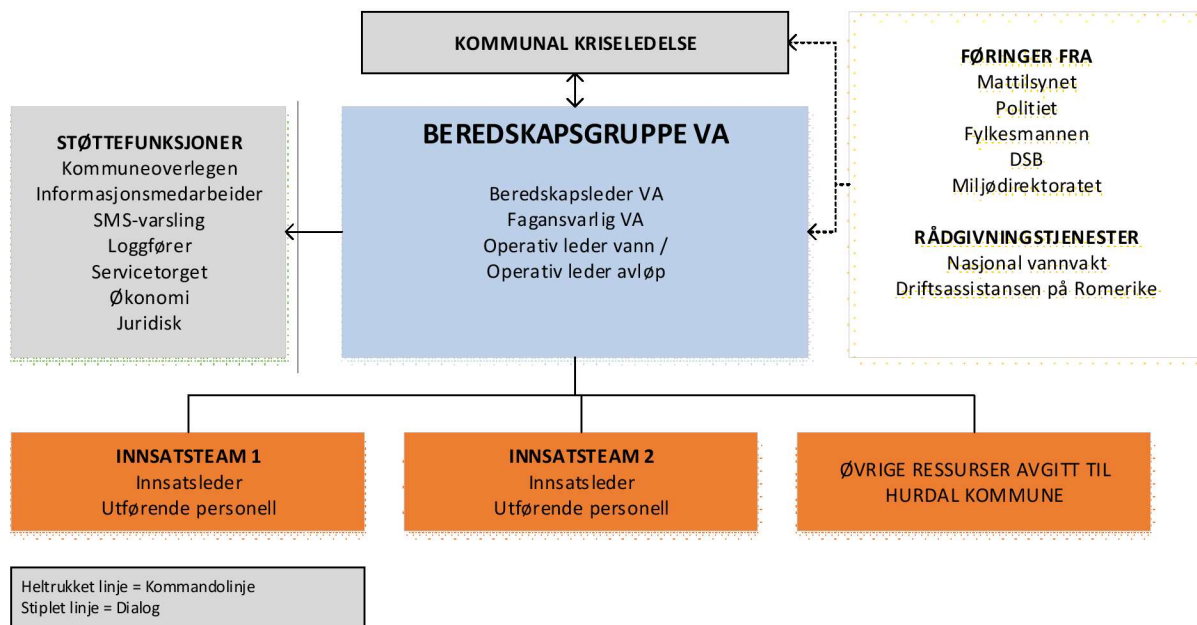 KOMMUNAL KRISELEDELSE
STØTTEFUNKSJONER
Kommuneoverlegen
Informasjonsmedarbeider
SMS-varsling
Loggfører
Servicetorget
Økonomi
Juridisk
BEREDSKAPSGRUPPE VA
Beredskapsleder VA
Fagansvarlig VA
Operativ leder vann /
Operativ leder avløp
FØRINGER FRA
Mattilsynet
Politiet
Fylkesmannen
DSB
Miljødirektoratet
RÅDGIVNINGSTJENESTER
Nasjonal vannvakt
Driftsassistansen på Romerike
INNSATSTEAM 1
Innsatsleder
Utførende personell
INNSATSTEAM 2
Innsatsleder
Utførende personell
ØVRIGE RESSURSER AVGITT TIL
HURDAL KOMMUNE
Heltrukket linje = Kommandolinje
Stiplet linje = Dialog